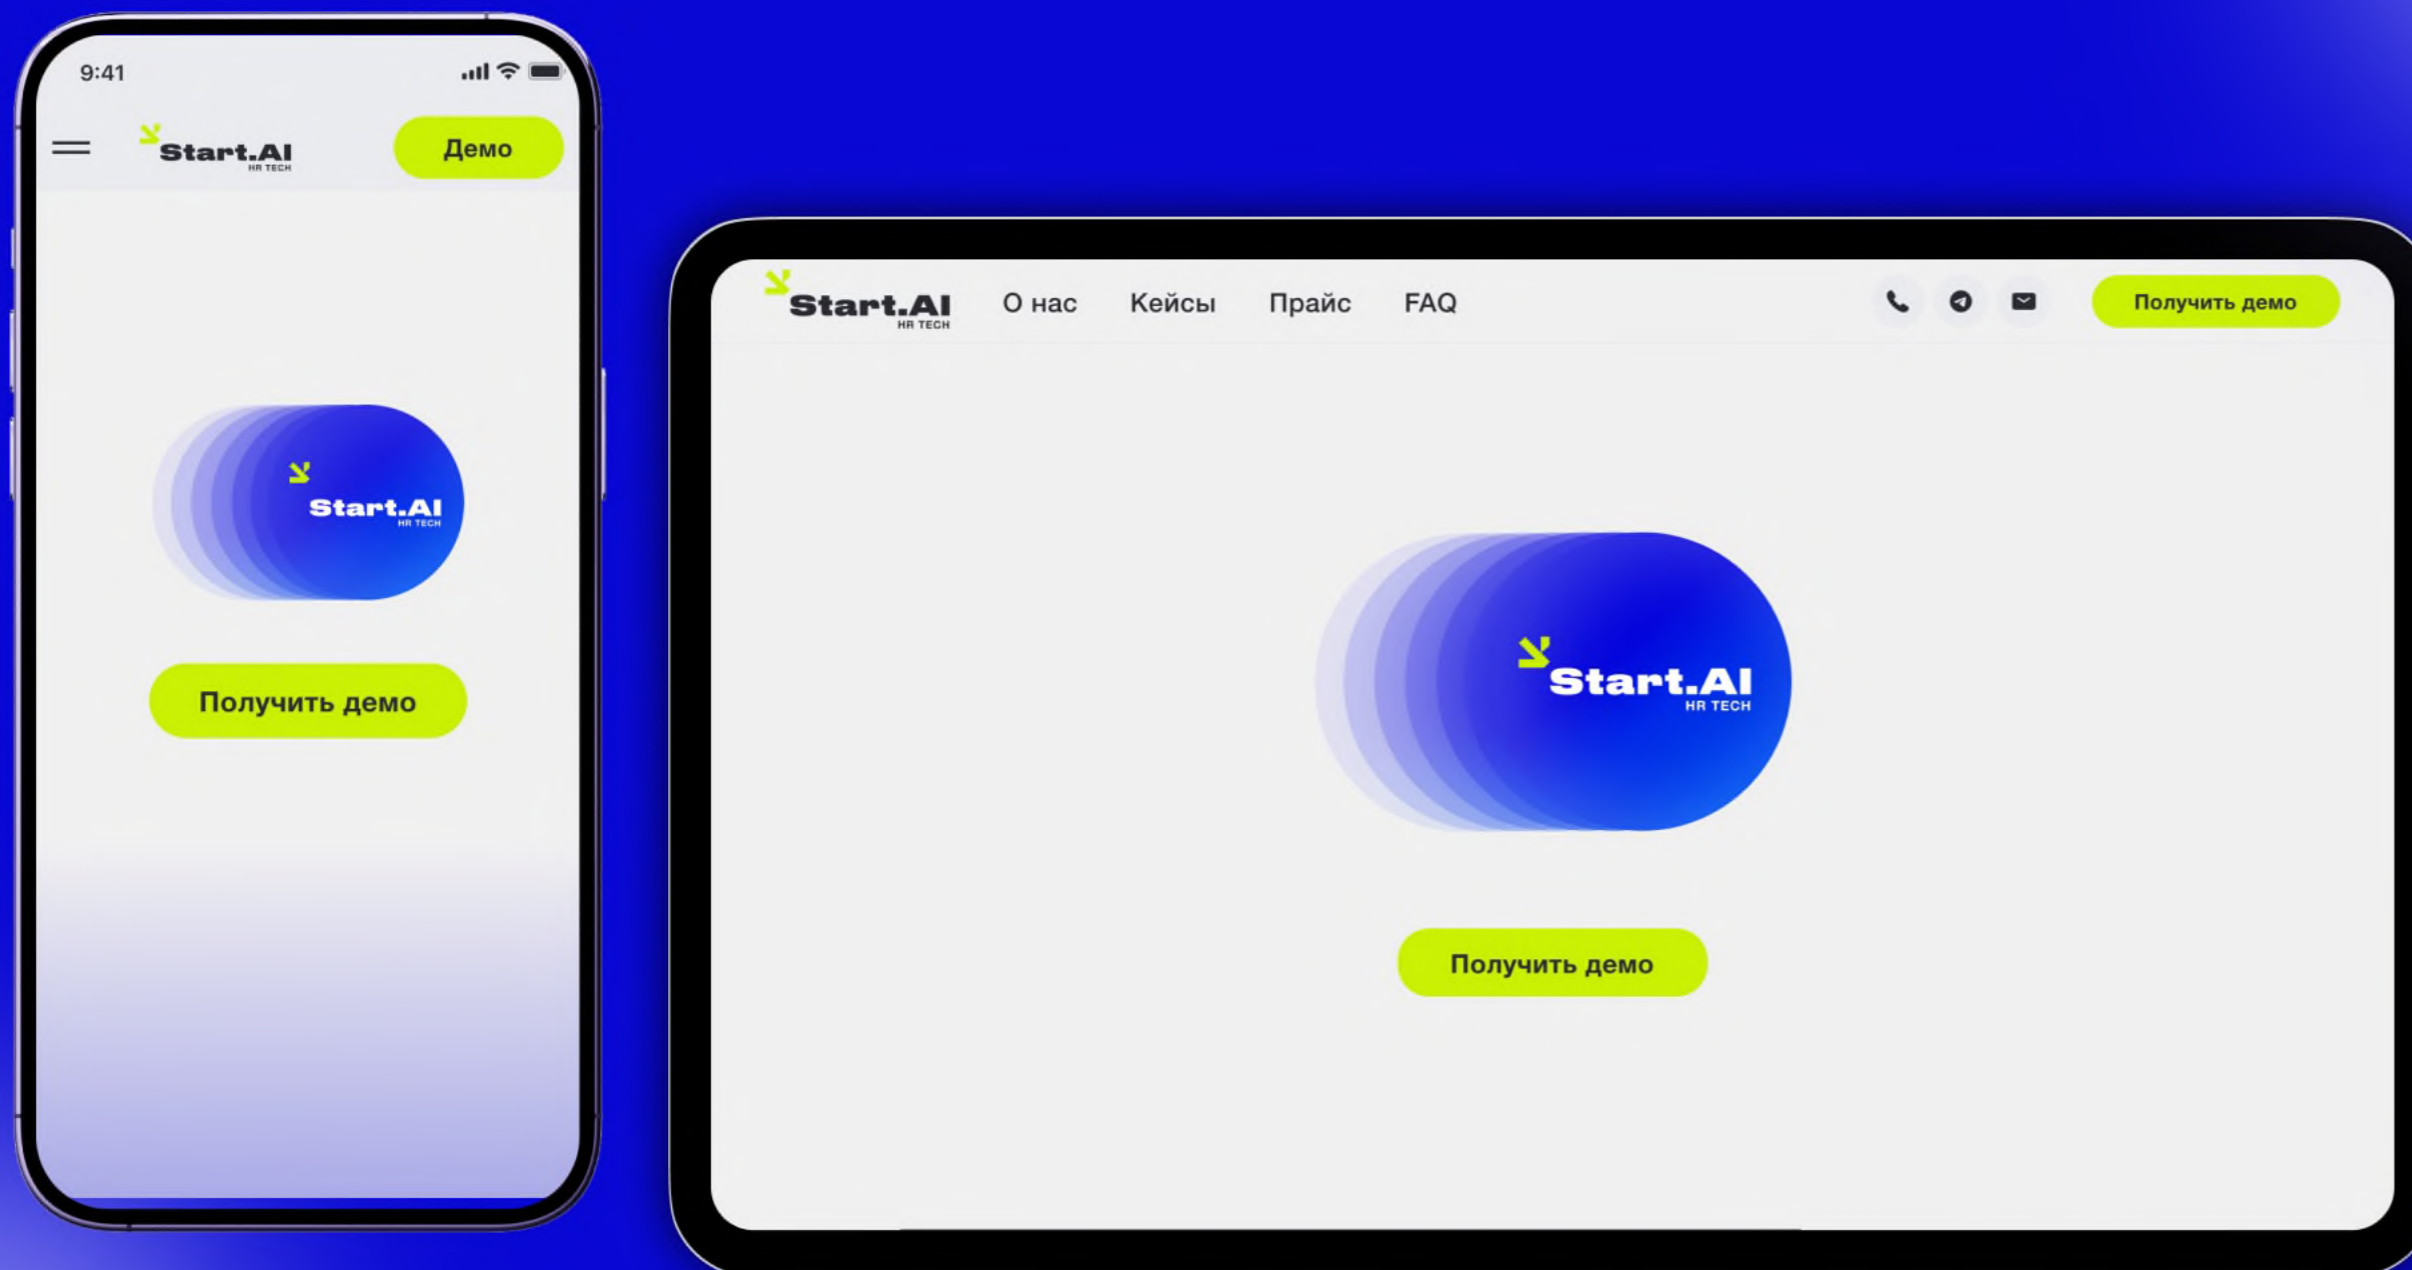 9:41
Start.AI
HR TECH
Демо
Start.AI
HR TECH
Получить демо
Start.AI
HR TECH
О нас
Кейсы
Прайс
FAQ
Получить демо
Start.AI
HR TECH
Получить демо